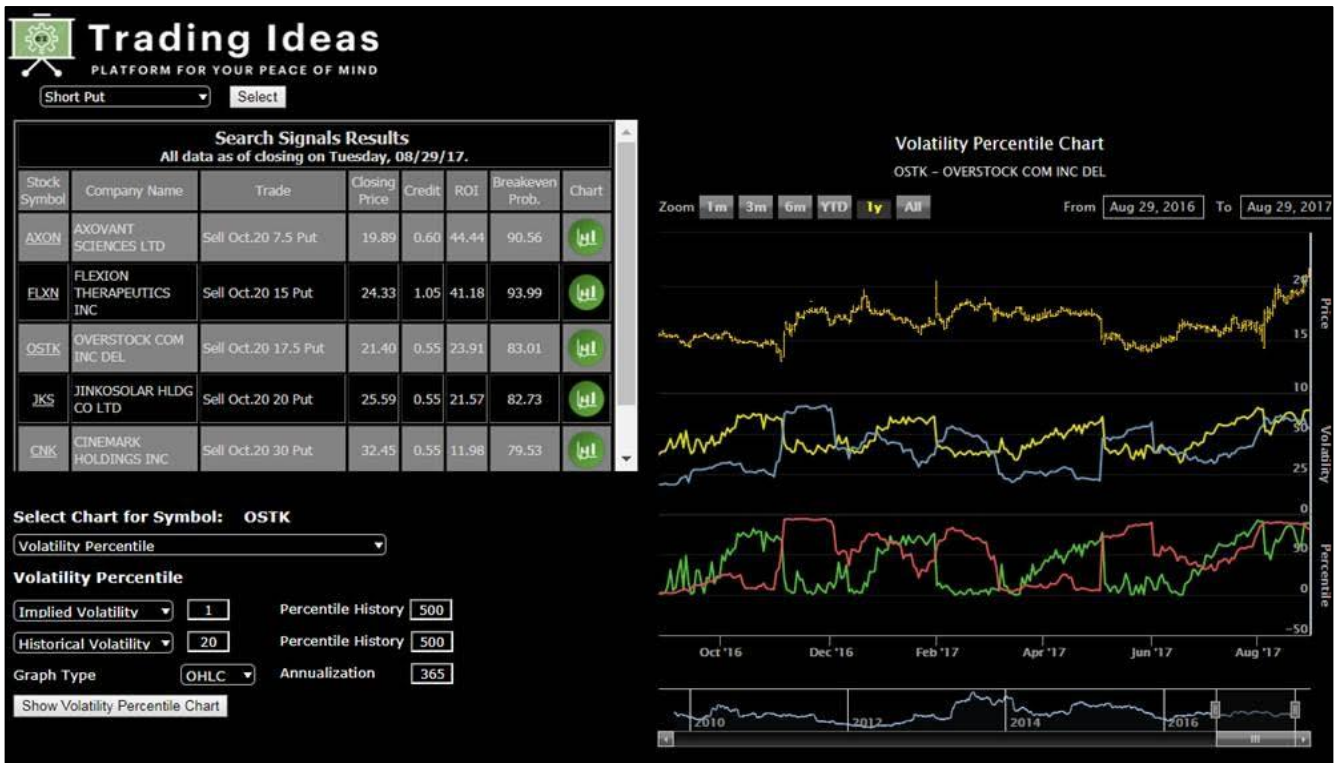 Trading Ideas
PLATFORM FOR YOUR PEACE OF MIND
Short Put
Select
Search Signals Results
All data as of closing on Tuesday, 08/29/17.
Stock Symbol Company Name Trade Closing Price Credit ROI Breakeven Prob. Chart
AXON AXOVANT SCIENCES LTD Sell Oct.20 7.5 Put 19.89 0.60 44.44 90.56
FLXN FLEXION THERAPEUTICS INC Sell Oct.20 15 Put 24.33 1.05 41.18 93.99
OSTK OVERSTOCK COM INC DEL Sell Oct.20 17.5 Put 21.40 0.55 23.91 83.01
JKS JINKOSOLAR HLDG CO LTD Sell Oct.20 20 Put 25.59 0.55 21.57 82.73
CNK CINEMARK HOLDINGS INC Sell Oct.20 30 Put 32.45 0.55 11.98 79.53
Select Chart for Symbol: OSTK
Volatility Percentile
Volatility Percentile
Implied Volatility 1 Percentile History 500
Historical Volatility 20 Percentile History 500
Graph Type OHLC Annualization 365
Show Volatility Percentile Chart
Volatility Percentile Chart
OSTK – OVERSTOCK COM INC DEL
Zoom 1m 3m 6m YTD 1y All From Aug 29, 2016 To Aug 29, 2017
20
15
10
Price
50
25
0
Volatility
50
0
−50
Percentile
Oct '16 Dec '16 Feb '17 Apr '17 Jun '17 Aug '17
2010 2012 2014 2016